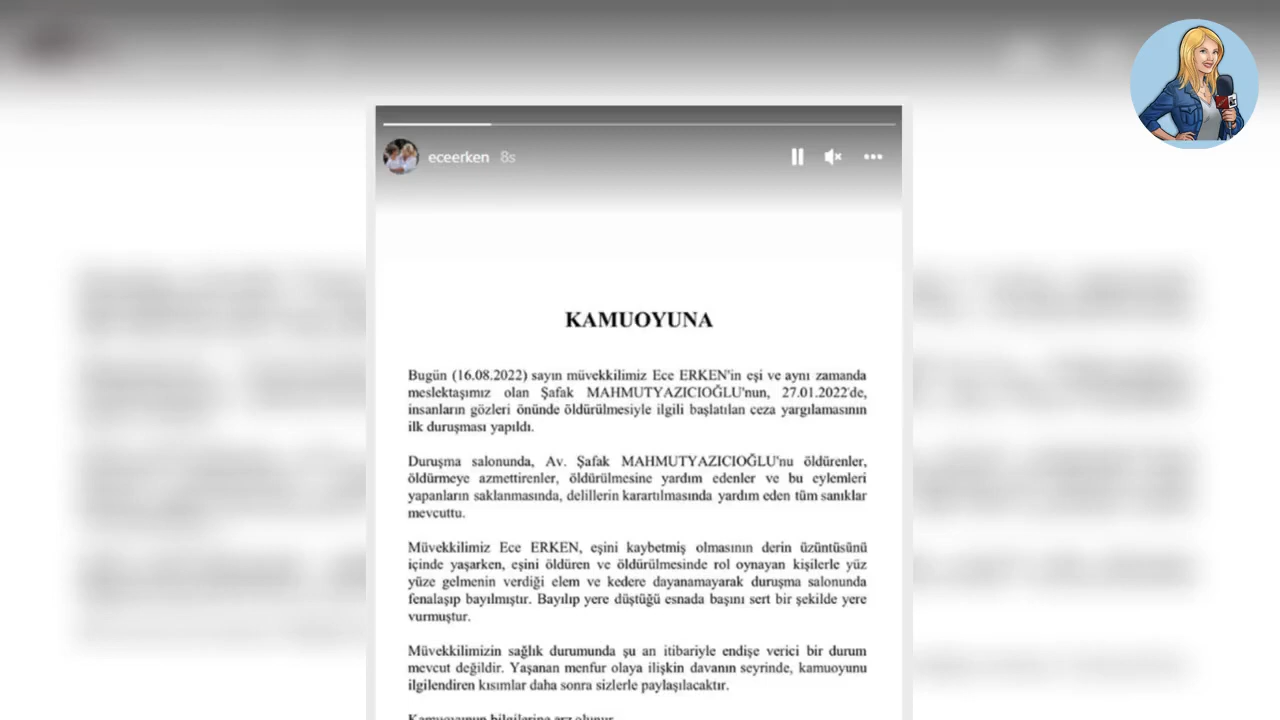 eceerken 8s
KAMUOYUNA
Bugün (16.08.2022) sayın müvekkilimiz Ece ERKEN'in eşi ve aynı zamanda
meslektaşımız olan Şafak MAHMUTYAZICIOĞLU'nun, 27.01.2022'de,
insanların gözleri önünde öldürülmesiyle ilgili başlatılan ceza yargılamasının
ilk duruşması yapıldı.
Duruşma salonunda, Av. Şafak MAHMUTYAZICIOĞLU'nu öldürenler,
öldürmeye azmettirenler, öldürülmesine yardım edenler ve bu eylemleri
yapanların saklanmasında, delillerin karartılmasında yardım eden tüm sanıklar
mevcuttu.
Müvekkilimiz Ece ERKEN, eşini kaybetmiş olmasının derin üzüntüsünü
içinde yaşarken, eşini öldüren ve öldürülmesinde rol oynayan kişilerle yüz
yüze gelmenin verdiği elem ve kedere dayanamayarak duruşma salonunda
fenalaşıp bayılmıştır. Bayılıp yere düştüğü esnada başını sert bir şekilde yere
vurmuştur.
Müvekkilimizin sağlık durumunda şu an itibariyle endişe verici bir durum
mevcut değildir. Yaşanan menfur olaya ilişkin davanın seyrinde, kamuoyunu
ilgilendiren kısımlar daha sonra sizlerle paylaşılacaktır.
Kamuoyunun bilgilerine arz olunur.